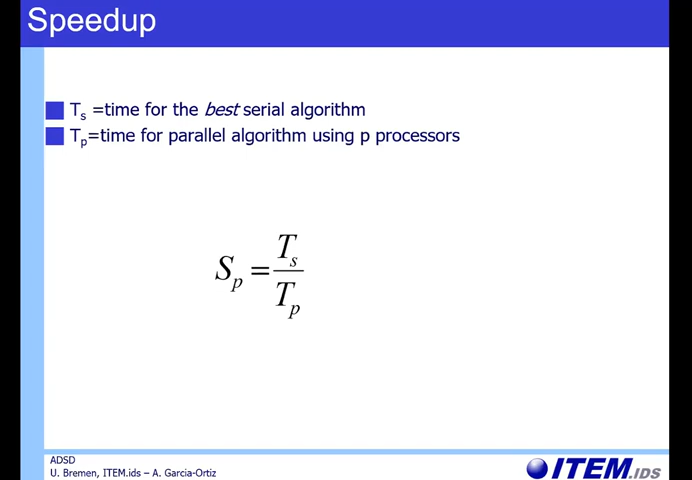 Speedup
Ts =time for the best serial algorithm
Tp=time for parallel algorithm using p processors
Sp = Ts / Tp
ADSD
U. Bremen, ITEM.ids – A. Garcia-Ortiz
ITEM.IDS